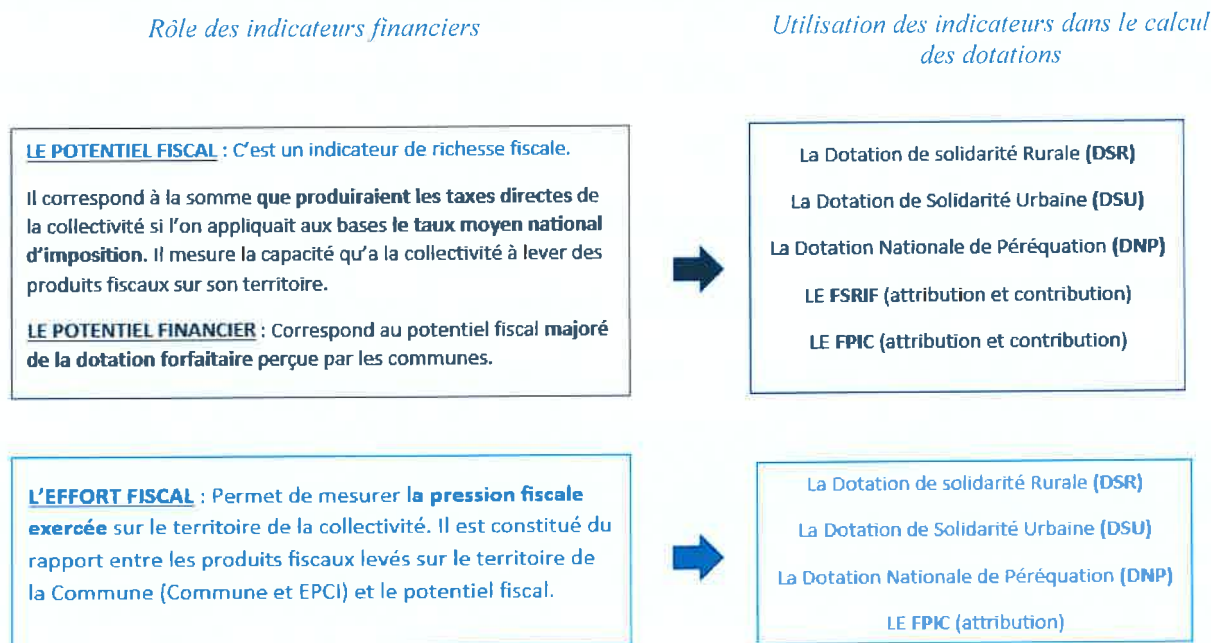 Rôle des indicateurs financiers
Utilisation des indicateurs dans le calcul
des dotations
LE POTENTIEL FISCAL : C'est un indicateur de richesse fiscale.
Il correspond à la somme que produiraient les taxes directes de
la collectivité si l'on appliquait aux bases le taux moyen national
d'imposition. Il mesure la capacité qu'a la collectivité à lever des
produits fiscaux sur son territoire.
LE POTENTIEL FINANCIER : Correspond au potentiel fiscal majoré
de la dotation forfaitaire perçue par les communes.
La Dotation de solidarité Rurale (DSR)
La Dotation de Solidarité Urbaine (DSU)
La Dotation Nationale de Péréquation (DNP)
LE FSRIF (attribution et contribution)
LE FPIC (attribution et contribution)
L'EFFORT FISCAL : Permet de mesurer la pression fiscale
exercée sur le territoire de la collectivité. Il est constitué du
rapport entre les produits fiscaux levés sur le territoire de
la Commune (Commune et EPCI) et le potentiel fiscal.
La Dotation de solidarité Rurale (DSR)
La Dotation de Solidarité Urbaine (DSU)
La Dotation Nationale de Péréquation (DNP)
LE FPIC (attribution)